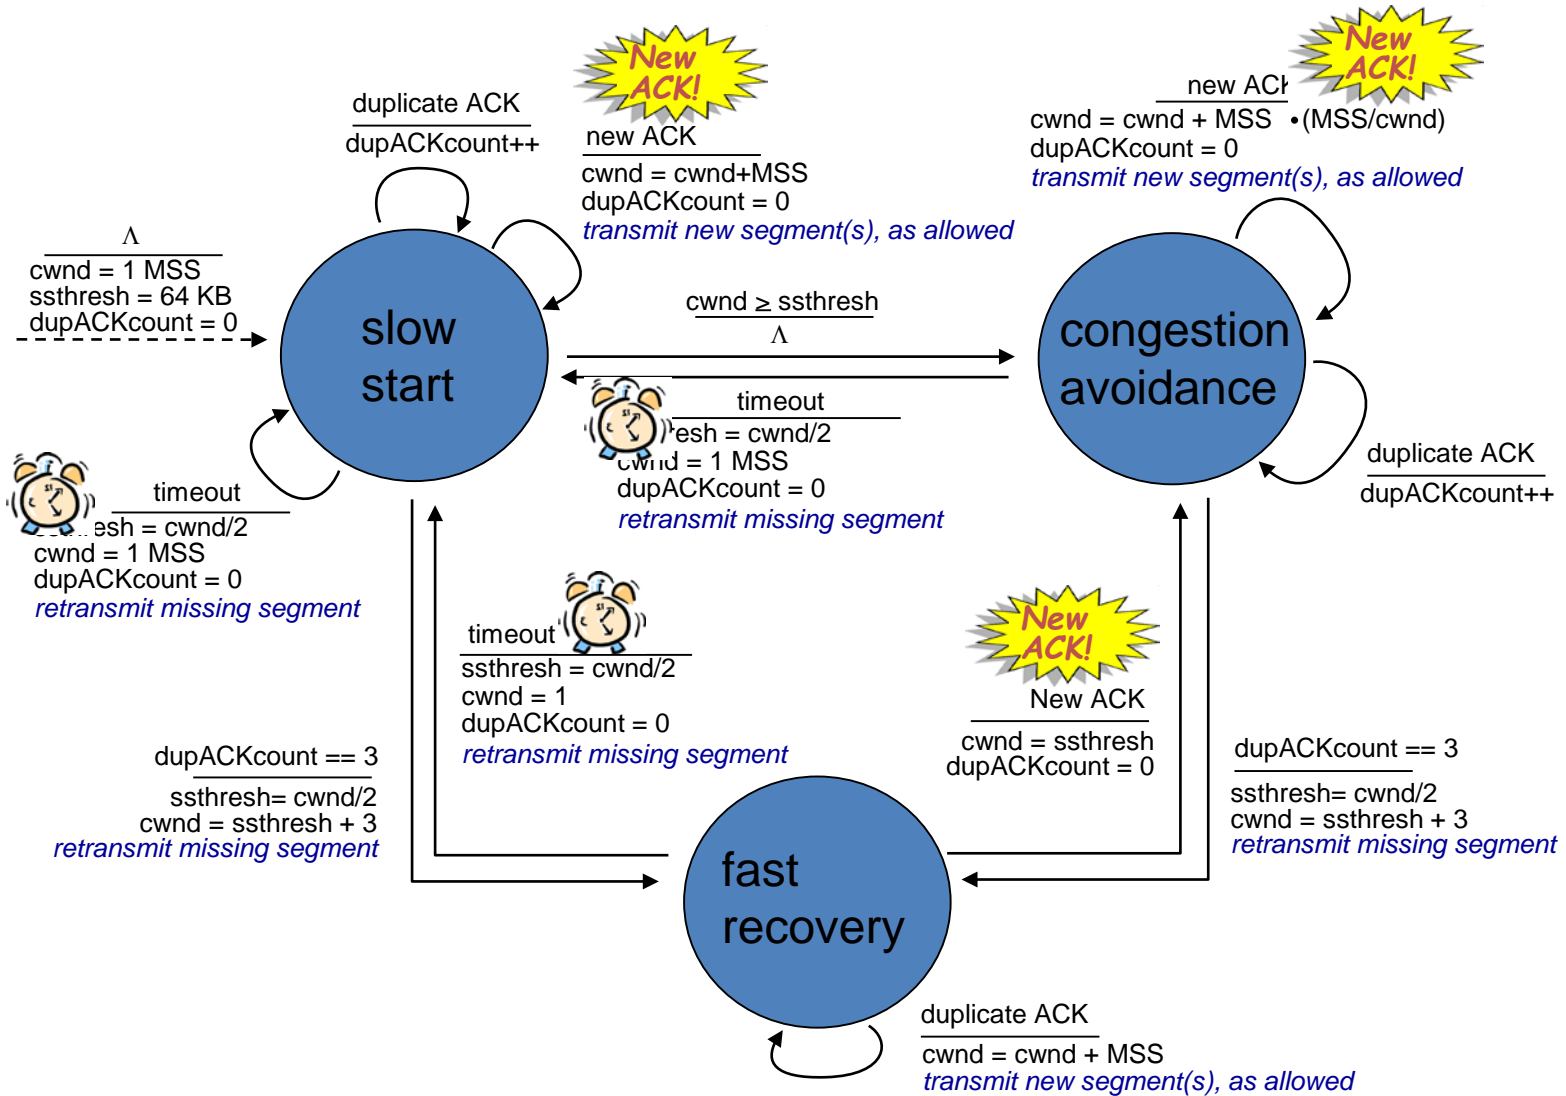 New
ACK!
New
ACK!
duplicate ACK
dupACKcount++
new ACK
cwnd = cwnd+MSS
dupACKcount = 0
transmit new segment(s), as allowed
new ACK
cwnd = cwnd + MSS •(MSS/cwnd)
dupACKcount = 0
transmit new segment(s), as allowed
Λ
cwnd = 1 MSS
ssthresh = 64 KB
dupACKcount = 0
slow
start
cwnd ≥ ssthresh
Λ
congestion
avoidance
timeout
esh = cwnd/2
cwnd = 1 MSS
dupACKcount = 0
retransmit missing segment
duplicate ACK
dupACKcount++
timeout
esh = cwnd/2
cwnd = 1 MSS
dupACKcount = 0
retransmit missing segment
timeout
ssthresh = cwnd/2
cwnd = 1
dupACKcount = 0
retransmit missing segment
New
ACK!
New ACK
cwnd = ssthresh
dupACKcount = 0
dupACKcount == 3
ssthresh= cwnd/2
cwnd = ssthresh + 3
retransmit missing segment
dupACKcount == 3
ssthresh= cwnd/2
cwnd = ssthresh + 3
retransmit missing segment
fast
recovery
duplicate ACK
cwnd = cwnd + MSS
transmit new segment(s), as allowed